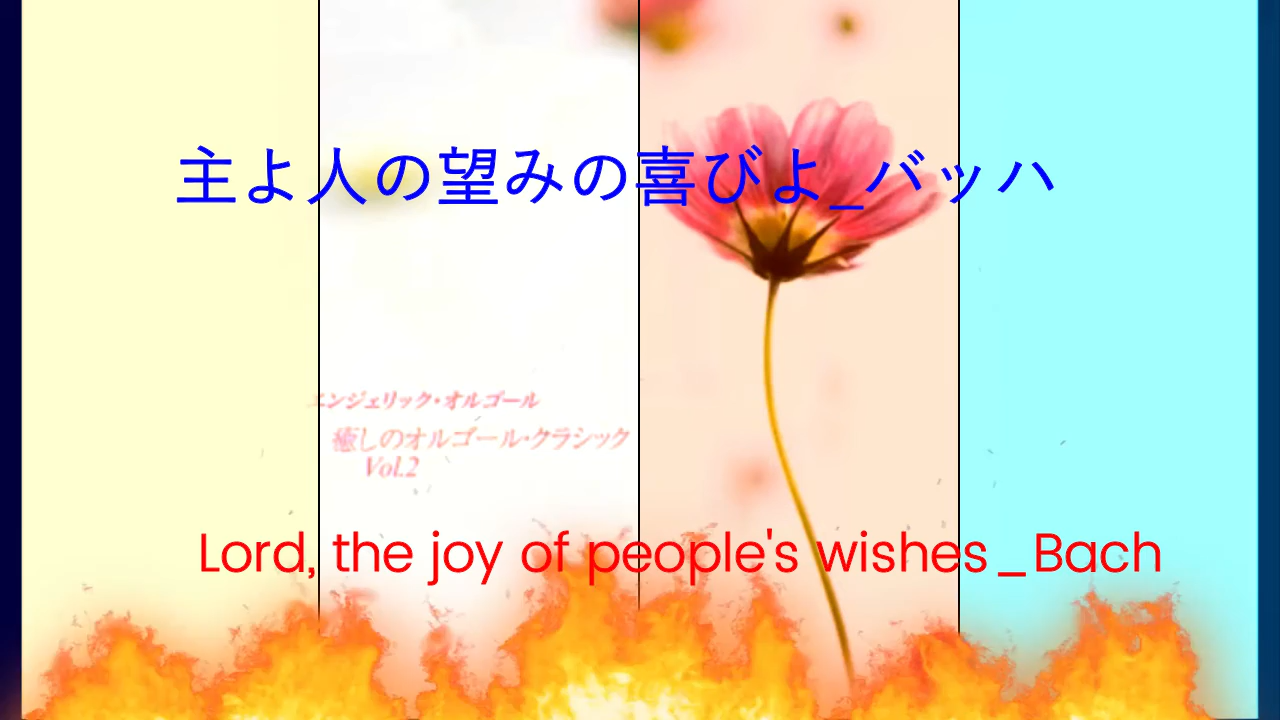 主よ人の望みの喜びよ_バッハ
エンジェリック・オルゴール
癒しのオルゴール・クラシック
Vol.2
Lord, the joy of people's wishes_Bach